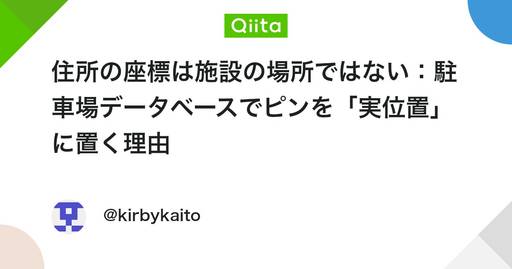 Qiita
住所の座標は施設の場所ではない：駐
車場データベースでピンを「実位置」
に置く理由
@kirbykaito